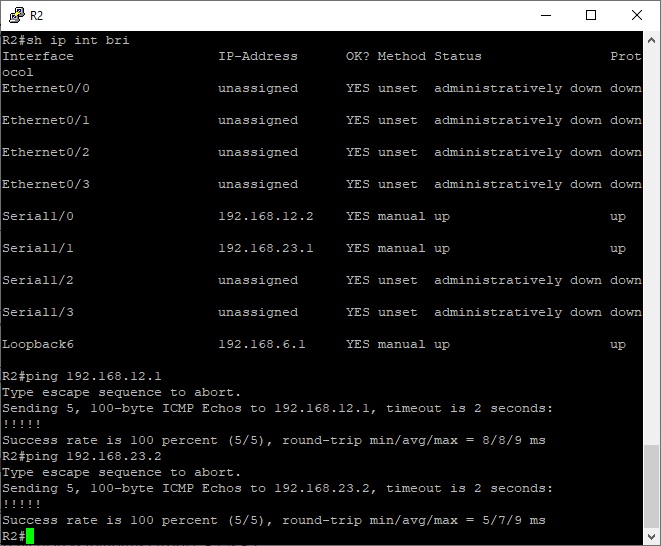 R2
R2#sh ip int bri
Interface                  IP-Address      OK? Method Status                Prot
ocol
Ethernet0/0                unassigned      YES unset  administratively down down
Ethernet0/1                unassigned      YES unset  administratively down down
Ethernet0/2                unassigned      YES unset  administratively down down
Ethernet0/3                unassigned      YES unset  administratively down down
Serial1/0                  192.168.12.2    YES manual up                    up
Serial1/1                  192.168.23.1    YES manual up                    up
Serial1/2                  unassigned      YES unset  administratively down down
Serial1/3                  unassigned      YES unset  administratively down down
Loopback6                  192.168.6.1     YES manual up                    up
R2#ping 192.168.12.1
Type escape sequence to abort.
Sending 5, 100-byte ICMP Echos to 192.168.12.1, timeout is 2 seconds:
!!!!!
Success rate is 100 percent (5/5), round-trip min/avg/max = 8/8/9 ms
R2#ping 192.168.23.2
Type escape sequence to abort.
Sending 5, 100-byte ICMP Echos to 192.168.23.2, timeout is 2 seconds:
!!!!!
Success rate is 100 percent (5/5), round-trip min/avg/max = 5/7/9 ms
R2#